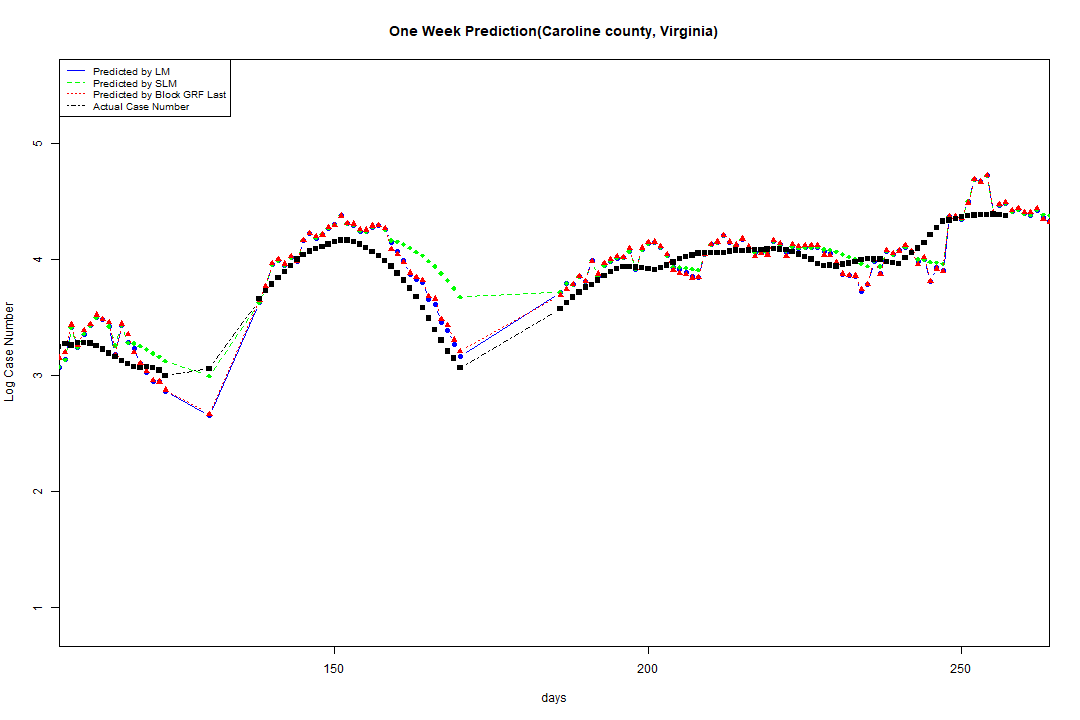 One Week Prediction(Caroline county, Virginia)
Predicted by LM
Predicted by SLM
Predicted by Block GRF Last
Actual Case Number
5
4
3
2
1
Log Case Number
150 200 250
days